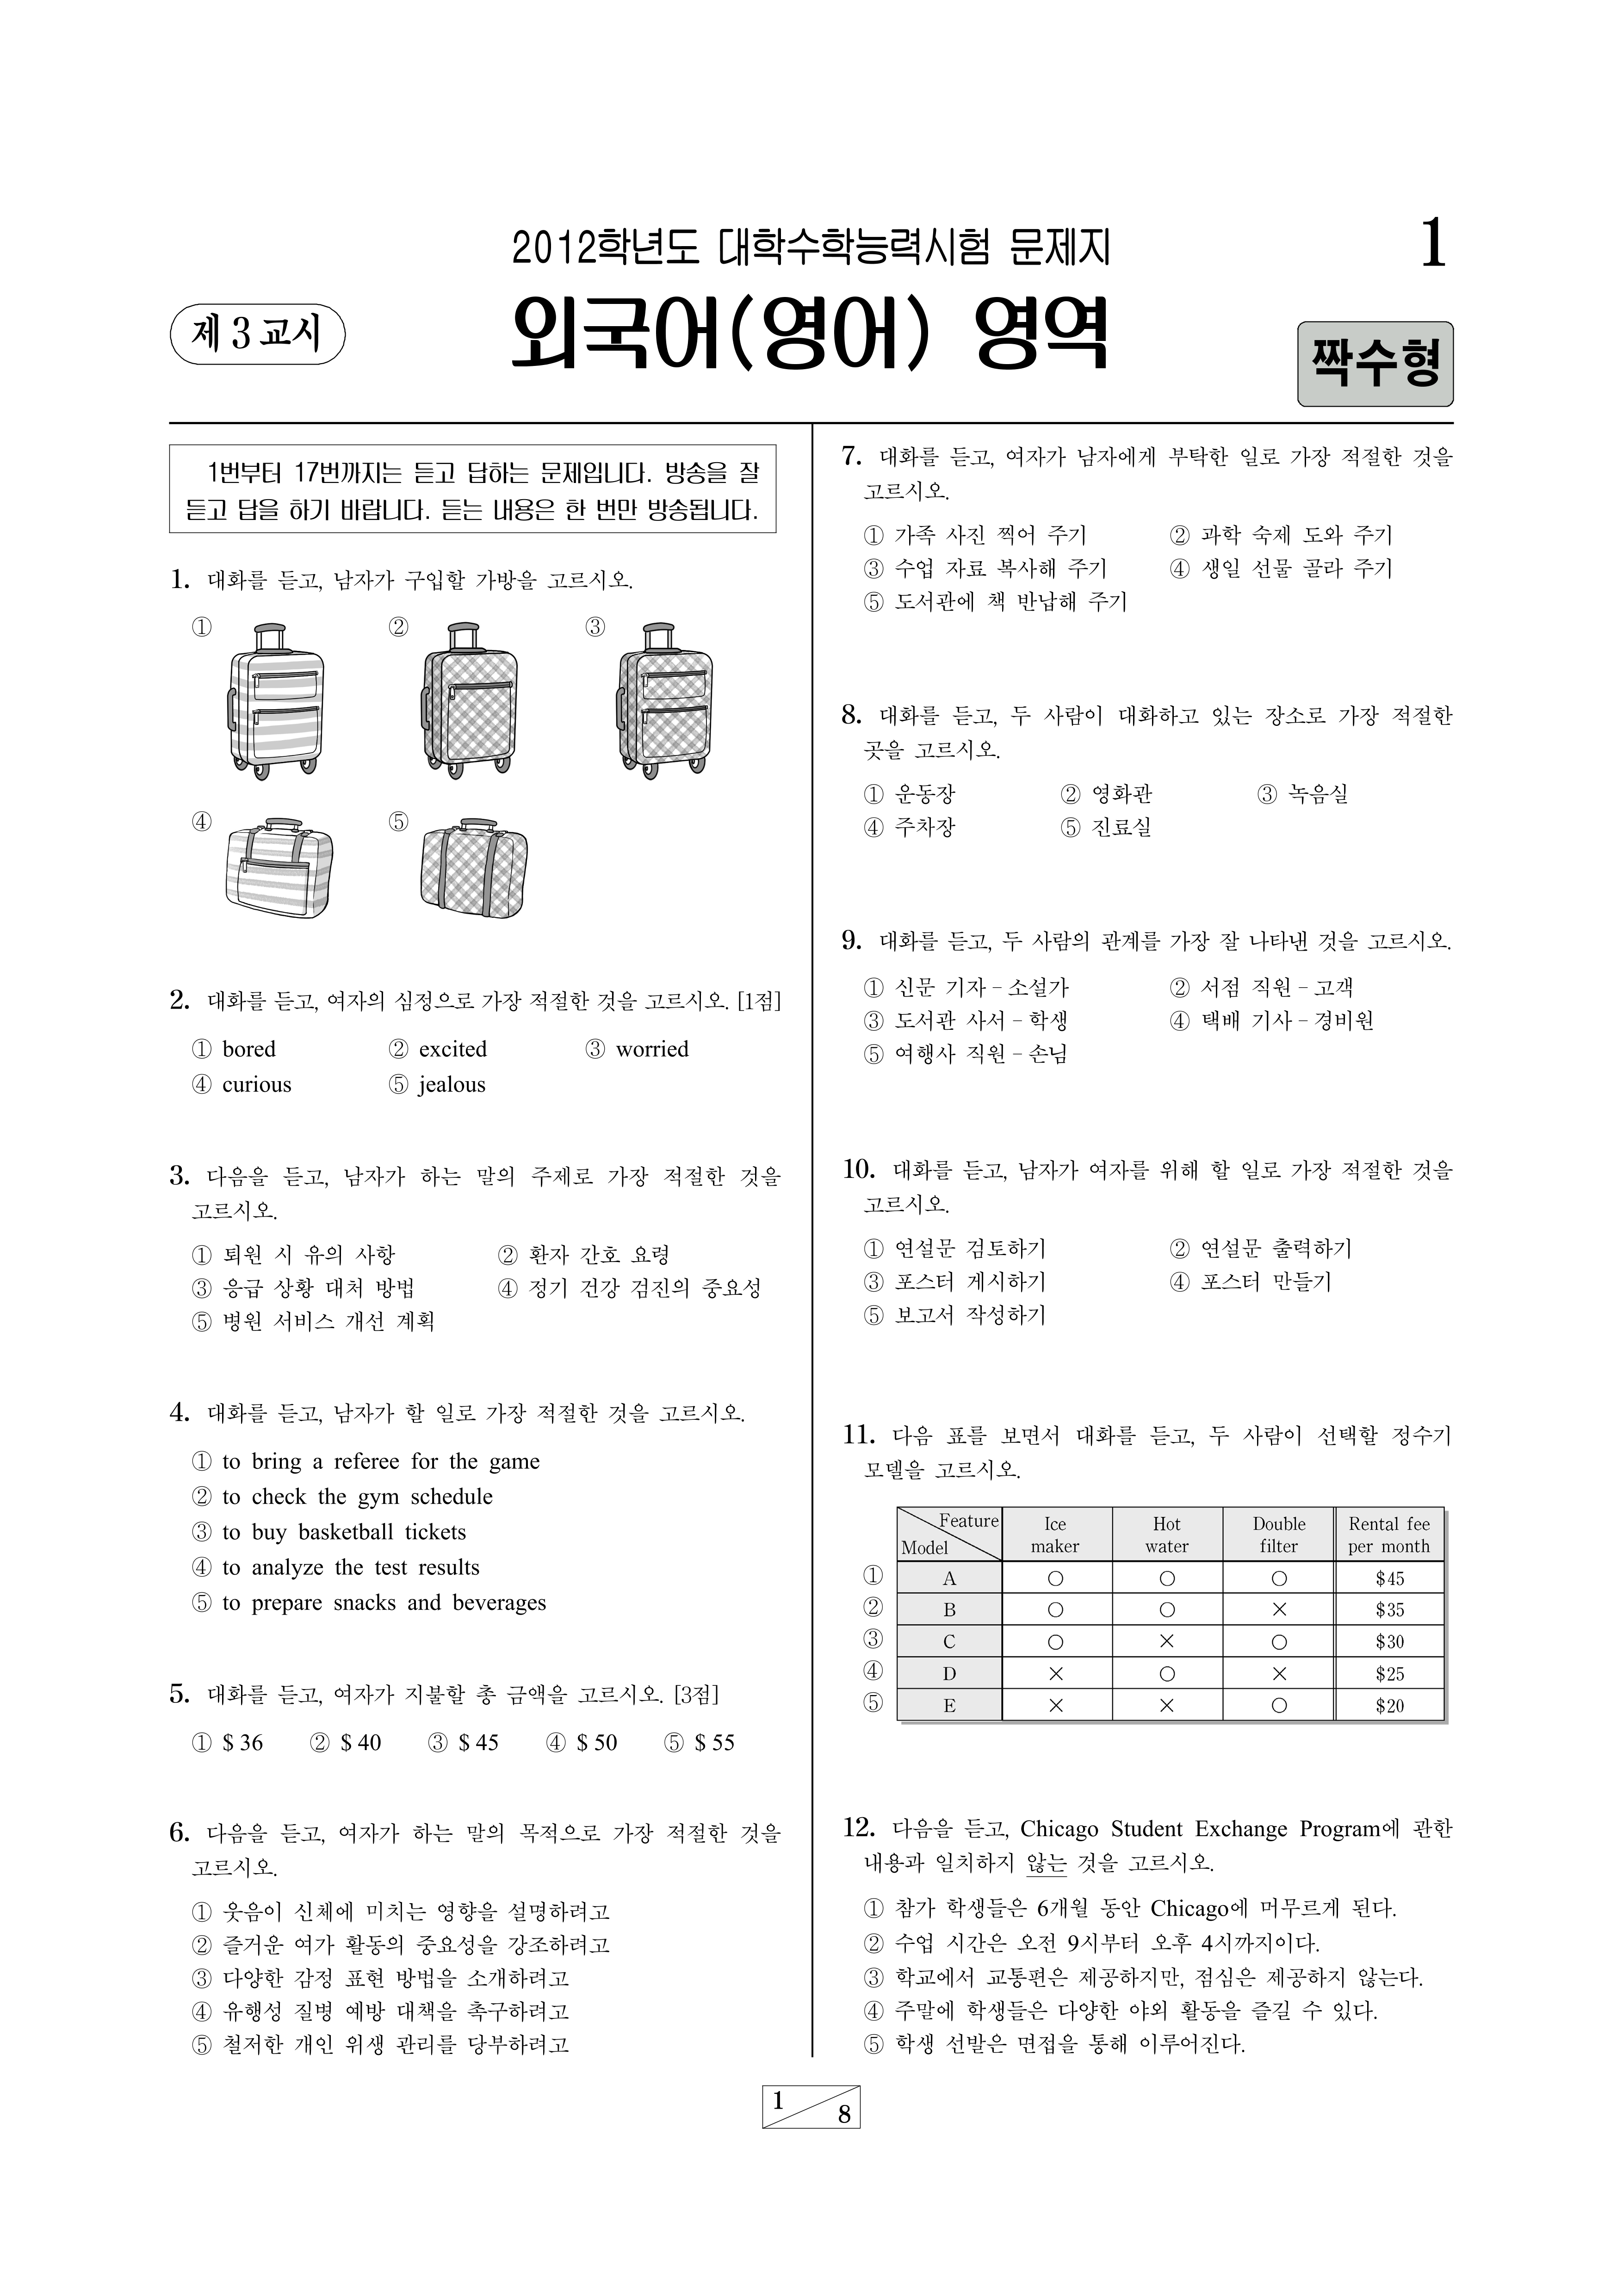 2012학년도 대학수학능력시험 문제지
1
제 3 교시
외국어(영어) 영역
짝수형
1번부터 17번까지는 듣고 답하는 문제입니다. 방송을 잘
듣고 답을 하기 바랍니다. 듣는 내용은 한 번만 방송됩니다.
1. 대화를 듣고, 남자가 구입할 가방을 고르시오.
① ② ③
④ ⑤
2. 대화를 듣고, 여자의 심정으로 가장 적절한 것을 고르시오. [1점]
① bored ② excited ③ worried
④ curious ⑤ jealous
3. 다음을 듣고, 남자가 하는 말의 주제로 가장 적절한 것을
고르시오.
① 퇴원 시 유의 사항 ② 환자 간호 요령
③ 응급 상황 대처 방법 ④ 정기 건강 검진의 중요성
⑤ 병원 서비스 개선 계획
4. 대화를 듣고, 남자가 할 일로 가장 적절한 것을 고르시오.
① to bring a referee for the game
② to check the gym schedule
③ to buy basketball tickets
④ to analyze the test results
⑤ to prepare snacks and beverages
5. 대화를 듣고, 여자가 지불할 총 금액을 고르시오. [3점]
① $ 36 ② $ 40 ③ $ 45 ④ $ 50 ⑤ $ 55
6. 다음을 듣고, 여자가 하는 말의 목적으로 가장 적절한 것을
고르시오.
① 웃음이 신체에 미치는 영향을 설명하려고
② 즐거운 여가 활동의 중요성을 강조하려고
③ 다양한 감정 표현 방법을 소개하려고
④ 유행성 질병 예방 대책을 촉구하려고
⑤ 철저한 개인 위생 관리를 당부하려고
7. 대화를 듣고, 여자가 남자에게 부탁한 일로 가장 적절한 것을
고르시오.
① 가족 사진 찍어 주기 ② 과학 숙제 도와 주기
③ 수업 자료 복사해 주기 ④ 생일 선물 골라 주기
⑤ 도서관에 책 반납해 주기
8. 대화를 듣고, 두 사람이 대화하고 있는 장소로 가장 적절한
곳을 고르시오.
① 운동장 ② 영화관 ③ 녹음실
④ 주차장 ⑤ 진료실
9. 대화를 듣고, 두 사람의 관계를 가장 잘 나타낸 것을 고르시오.
① 신문 기자 – 소설가 ② 서점 직원 – 고객
③ 도서관 사서 – 학생 ④ 택배 기사 – 경비원
⑤ 여행사 직원 – 손님
10. 대화를 듣고, 남자가 여자를 위해 할 일로 가장 적절한 것을
고르시오.
① 연설문 검토하기 ② 연설문 출력하기
③ 포스터 게시하기 ④ 포스터 만들기
⑤ 보고서 작성하기
11. 다음 표를 보면서 대화를 듣고, 두 사람이 선택할 정수기
모델을 고르시오.
Feature Ice Hot Double Rental fee
Model maker water filter per month
① A ○ ○ ○ $45
② B ○ ○ × $35
③ C ○ × ○ $30
④ D × ○ × $25
⑤ E × × ○ $20
12. 다음을 듣고, Chicago Student Exchange Program에 관한
내용과 일치하지 않는 것을 고르시오.
① 참가 학생들은 6개월 동안 Chicago에 머무르게 된다.
② 수업 시간은 오전 9시부터 오후 4시까지이다.
③ 학교에서 교통편은 제공하지만, 점심은 제공하지 않는다.
④ 주말에 학생들은 다양한 야외 활동을 즐길 수 있다.
⑤ 학생 선발은 면접을 통해 이루어진다.
1
8